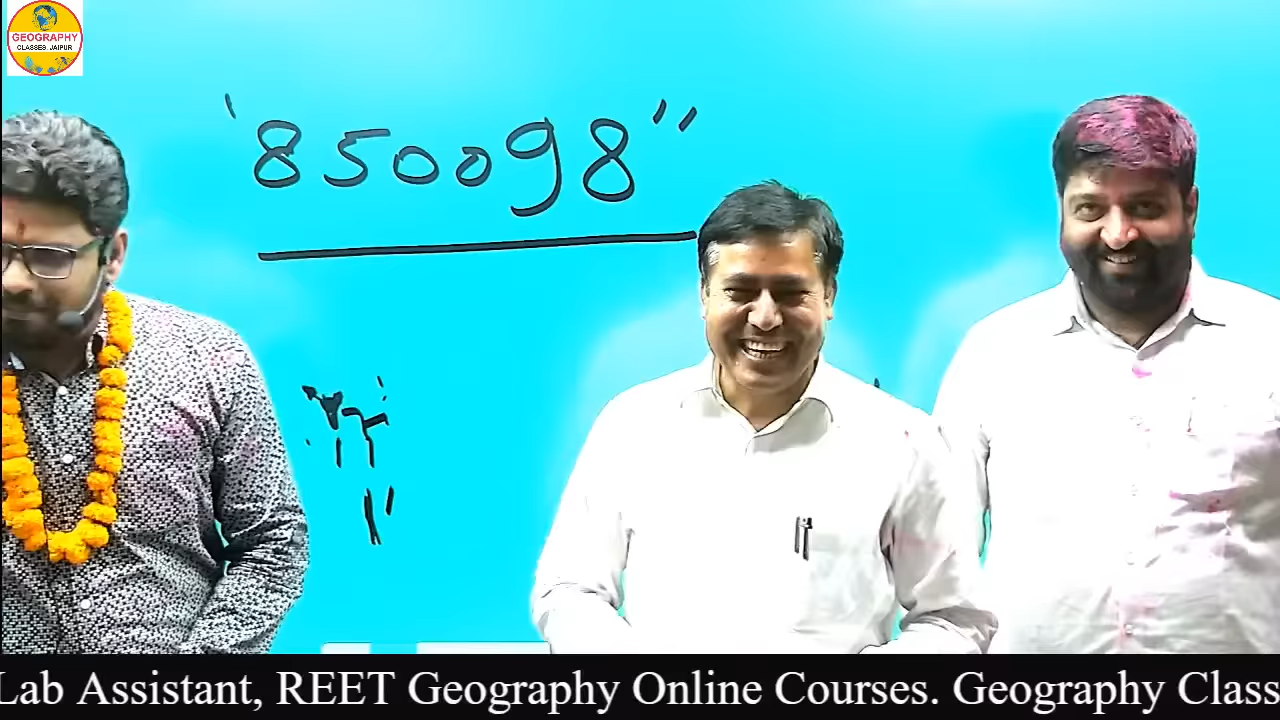 GEOGRAPHY
CLASSES, JAIPUR
'850098"
Lab Assistant, REET Geography Online Courses. Geography Class